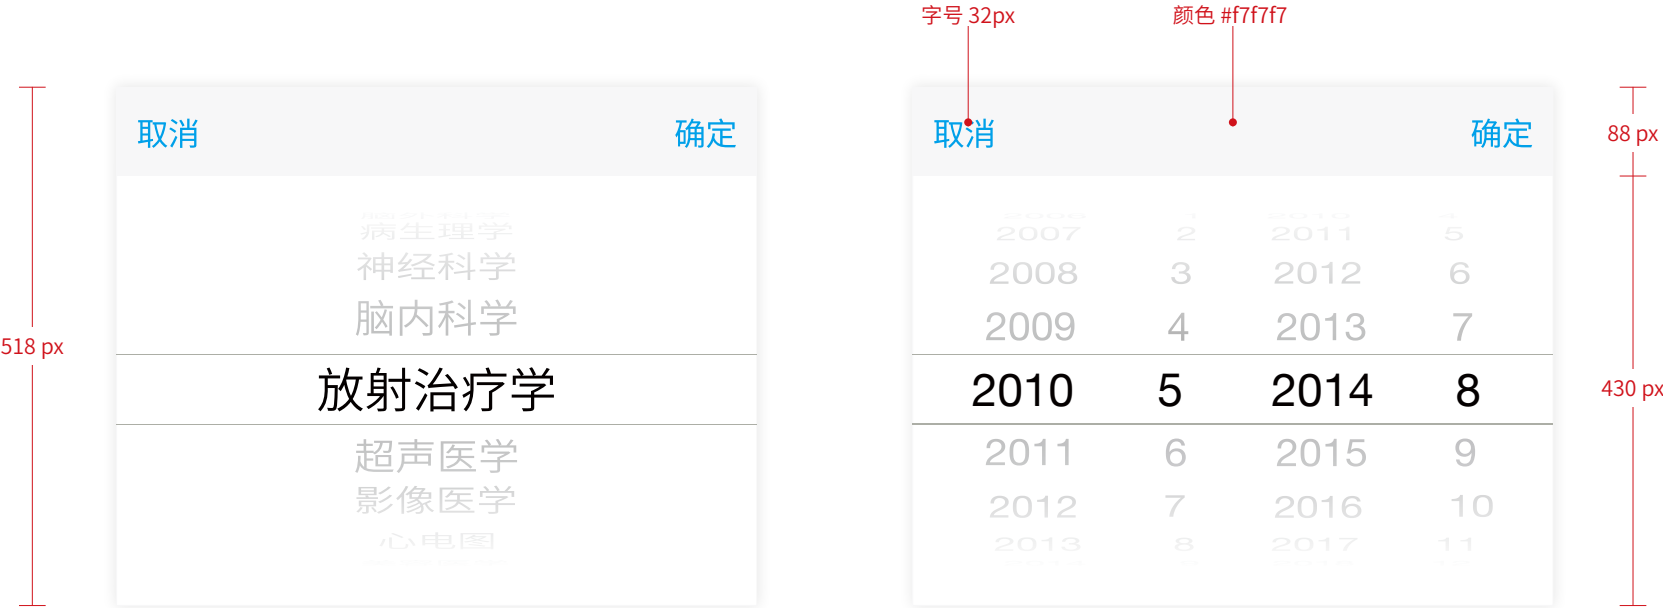 字号 32px
颜色 #f7f7f7
取消 确定
取消 确定
88 px
病生理学
神经科学
脑内科学
放射治疗学
超声医学
影像医学
心电图
518 px
2006 1 2010 4
2007 2 2011 5
2008 3 2012 6
2009 4 2013 7
2010 5 2014 8
2011 6 2015 9
2012 7 2016 10
2013 8 2017 11
430 px